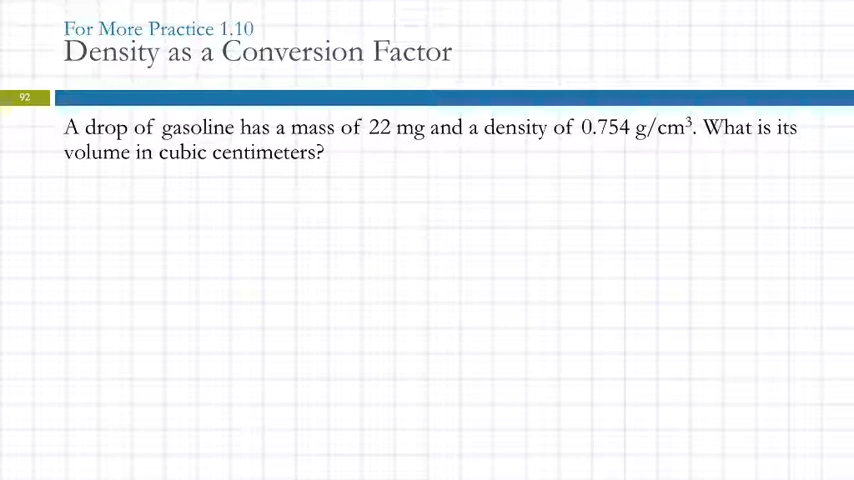 For More Practice 1.10
Density as a Conversion Factor
92
A drop of gasoline has a mass of 22 mg and a density of 0.754 g/cm³. What is its
volume in cubic centimeters?